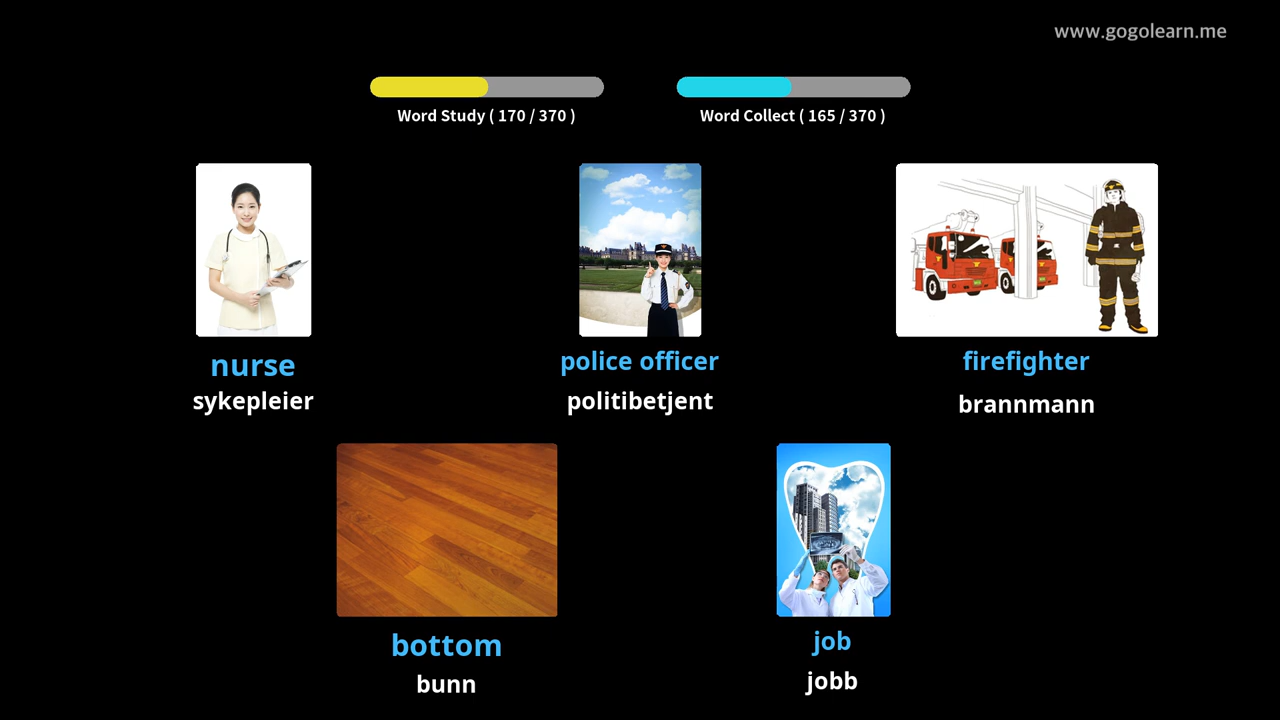 www.gogolearn.me
Word Study ( 170 / 370 )
Word Collect ( 165 / 370 )
nurse
sykepleier
police officer
politibetjent
firefighter
brannmann
bottom
bunn
job
jobb